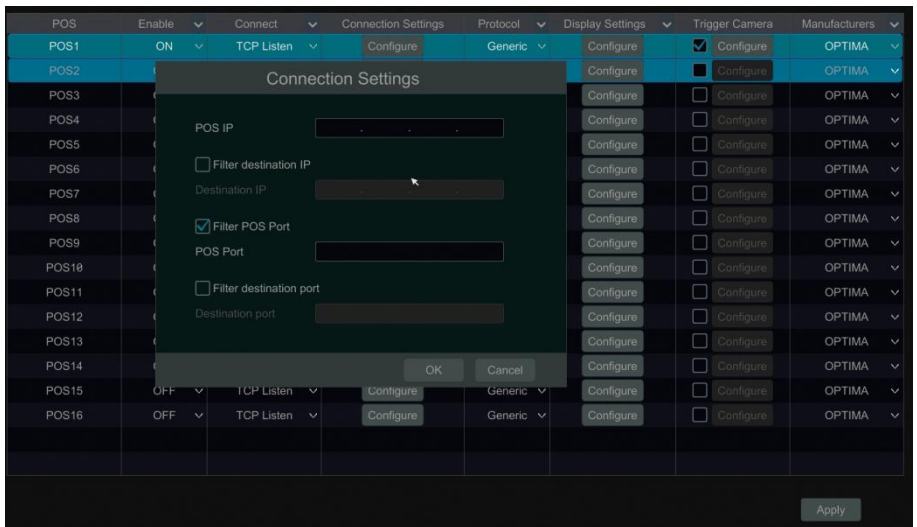 POS Enable Connect Connection Settings Protocol Display Settings Trigger Camera Manufacturers
POS1 ON TCP Listen Configure Generic Configure Configure OPTIMA
POS2 Configure Configure OPTIMA
Connection Settings
POS3 Configure Configure OPTIMA
POS4 Configure Configure OPTIMA
POS IP
POS5 Configure Configure OPTIMA
Filter destination IP
POS6 Configure Configure OPTIMA
Destination IP
POS7 Configure Configure OPTIMA
POS8 Configure Configure OPTIMA
Filter POS Port
POS9 Configure Configure OPTIMA
POS Port
POS10 Configure Configure OPTIMA
POS11 Configure Configure OPTIMA
Filter destination port
POS12 Configure Configure OPTIMA
Destination port
POS13 Configure Configure OPTIMA
POS14 Configure Configure OPTIMA
OK Cancel
POS15 OFF TCP Listen Configure Generic Configure Configure OPTIMA
POS16 OFF TCP Listen Configure Generic Configure Configure OPTIMA
Apply